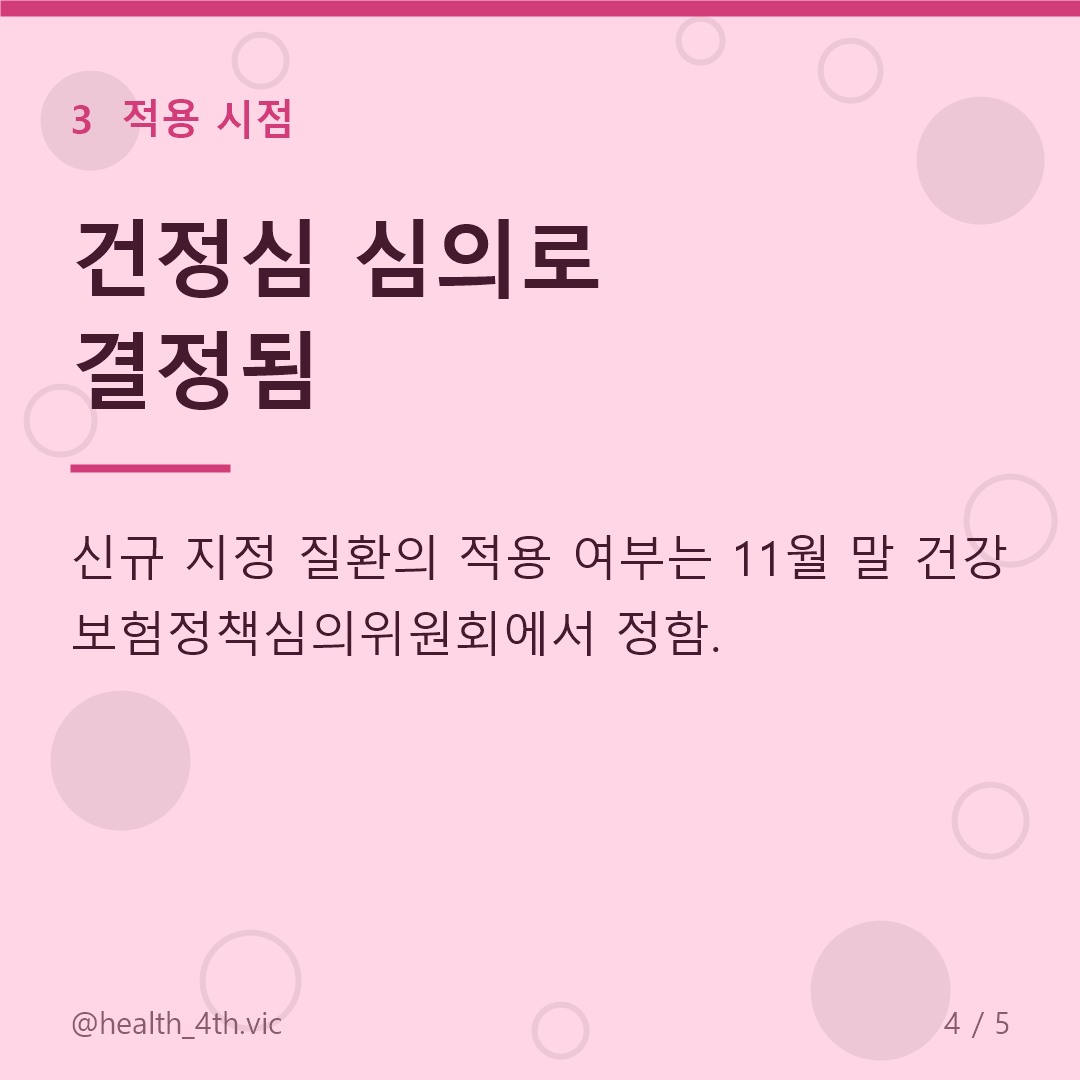 3 적용 시점
건정심 심의로
결정됨
신규 지정 질환의 적용 여부는 11월 말 건강
보험정책심의위원회에서 정함.
@health_4th.vic
4 / 5